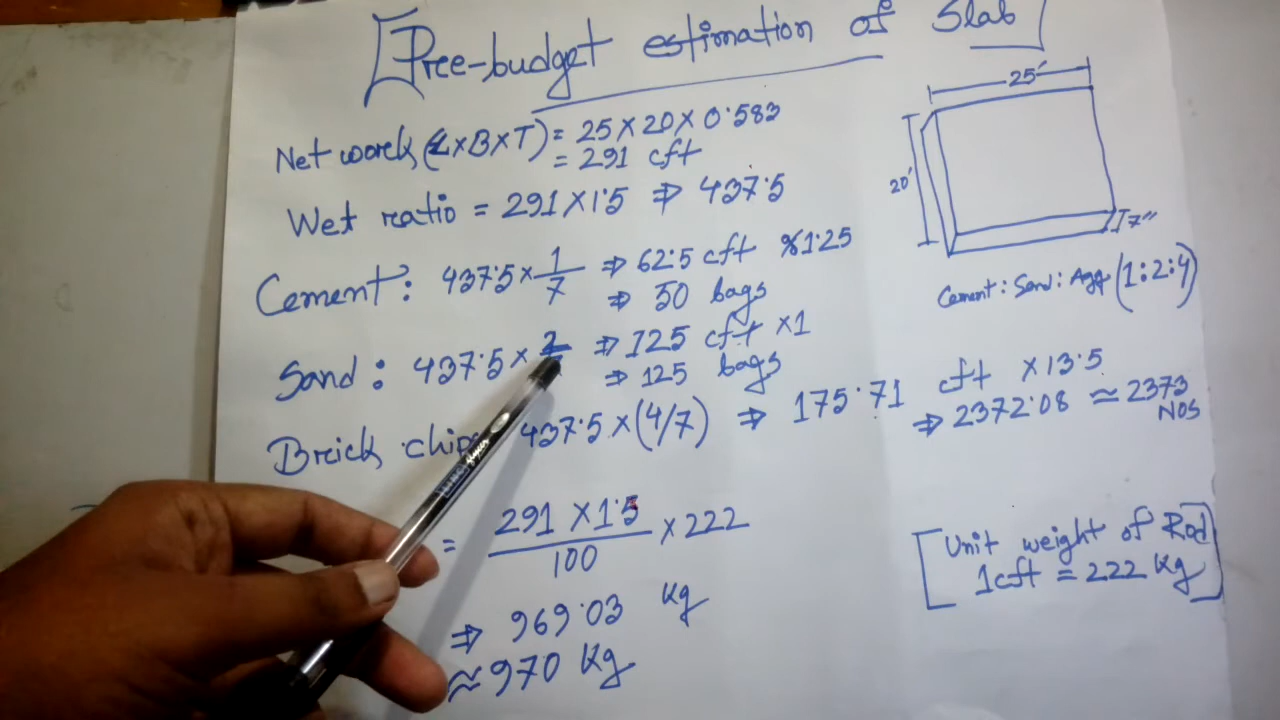 Pree-budget estimation of Slab
Net work, (L×B×T) = 25 × 20 × 0.583
= 291 cft
Wet ratio = 291 × 1.5 ⇒ 437.5
Cement: 437.5 × 1/7 ⇒ 62.5 cft × 1.25
⇒ 50 bags
Sand: 437.5 × 2 ⇒ 125 cft × 1
⇒ 125 bags
Brick chips 437.5 × (4/7) ⇒ 175.71 cft × 13.5
⇒ 2372.08 ≈ 2373
NOS
= 291 × 1.5 / 100 × 222
⇒ 969.03 Kg
≈ 970 Kg
25'
20'
7"
Cement: Sand: Agg (1:2:4)
[Unit weight of Rod
1cft = 222 Kg]